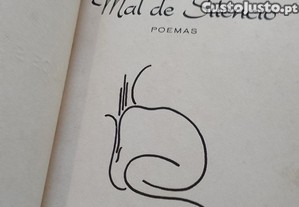 CustoJusto.pt
Mal de Silêncio
POEMAS